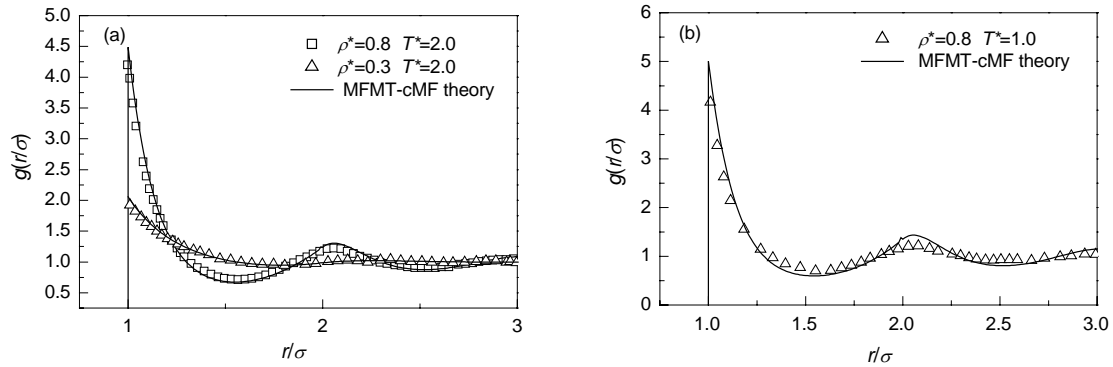 (a)
ρ*=0.8 T*=2.0
ρ*=0.3 T*=2.0
MFMT-cMF theory
5.0
4.5
4.0
3.5
3.0
2.5
2.0
1.5
1.0
0.5
g(r/σ)
1 2 3
r/σ
(b)
ρ*=0.8 T*=1.0
MFMT-cMF theory
6
5
4
3
2
1
0
g(r/σ)
1.0 1.5 2.0 2.5 3.0
r/σ